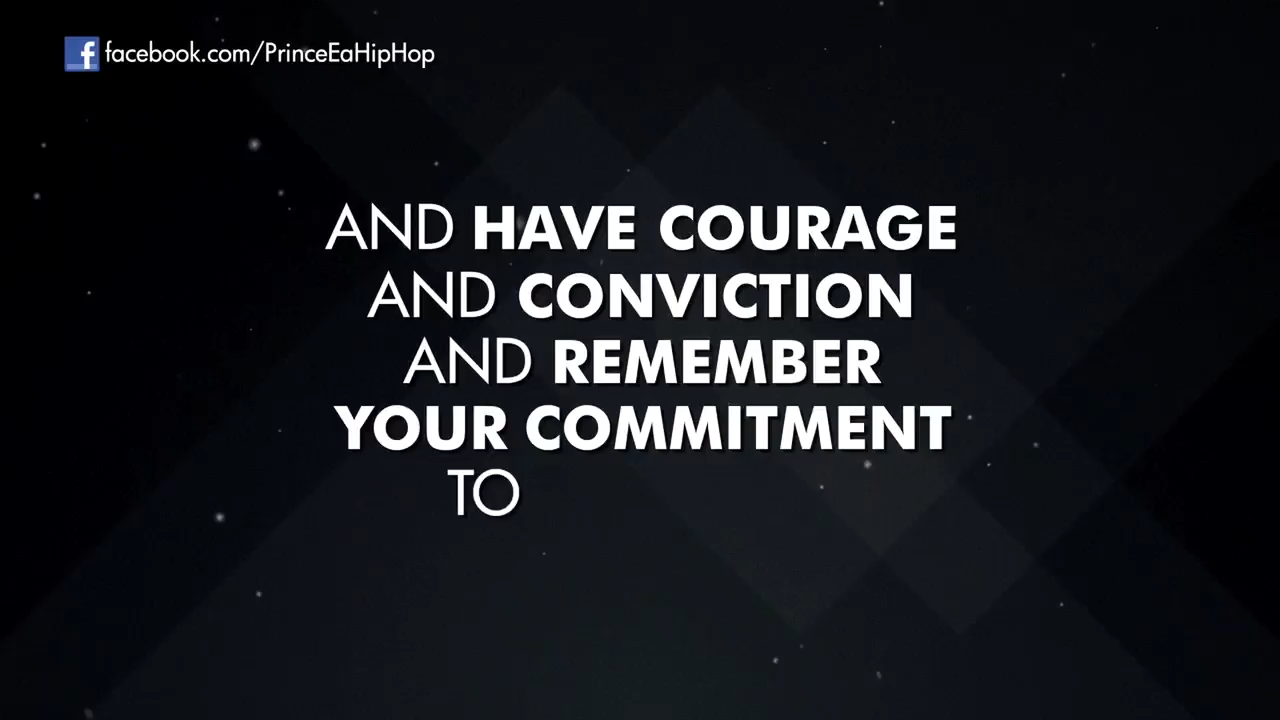 facebook.com/PrinceEaHipHop
AND HAVE COURAGE
AND CONVICTION
AND REMEMBER
YOUR COMMITMENT
TO